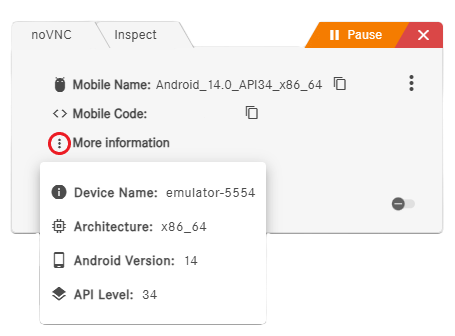 noVNC Inspect Pause
Mobile Name: Android_14.0_API34_x86_64
Mobile Code:
More information
Device Name: emulator-5554
Architecture: x86_64
Android Version: 14
API Level: 34